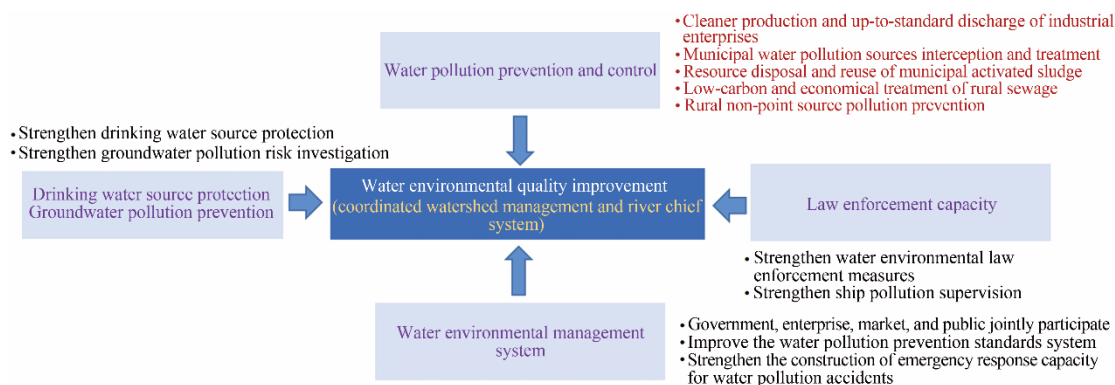 • Cleaner production and up-to-standard discharge of industrial
enterprises
• Municipal water pollution sources interception and treatment
• Resource disposal and reuse of municipal activated sludge
• Low-carbon and economical treatment of rural sewage
• Rural non-point source pollution prevention
Water pollution prevention and control
• Strengthen drinking water source protection
• Strengthen groundwater pollution risk investigation
Drinking water source protection
Groundwater pollution prevention
Water environmental quality improvement
(coordinated watershed management and river chief
system)
Law enforcement capacity
• Strengthen water environmental law
enforcement measures
• Strengthen ship pollution supervision
Water environmental management
system
• Government, enterprise, market, and public jointly participate
• Improve the water pollution prevention standards system
• Strengthen the construction of emergency response capacity
for water pollution accidents